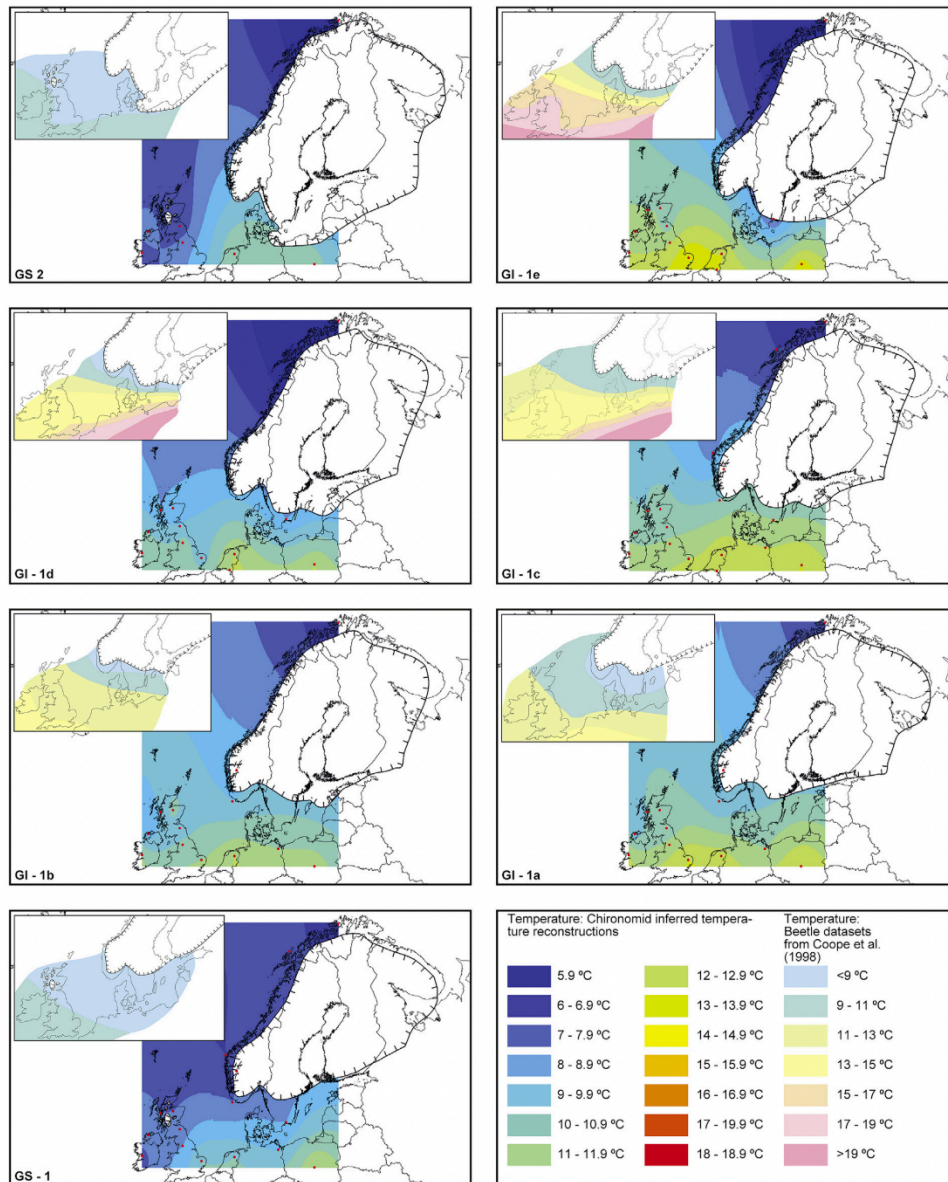 GS 2
GI - 1e
GI - 1d
GI - 1c
GI - 1b
GI - 1a
GS - 1
Temperature: Chironomid inferred tempera-
ture reconstructions
5.9 ºC
6 - 6.9 ºC
7 - 7.9 ºC
8 - 8.9 ºC
9 - 9.9 ºC
10 - 10.9 ºC
11 - 11.9 ºC
12 - 12.9 ºC
13 - 13.9 ºC
14 - 14.9 ºC
15 - 15.9 ºC
16 - 16.9 ºC
17 - 19.9 ºC
18 - 18.9 ºC
Temperature:
Beetle datasets
from Coope et al.
(1998)
<9 ºC
9 - 11 ºC
11 - 13 ºC
13 - 15 ºC
15 - 17 ºC
17 - 19 ºC
>19 ºC